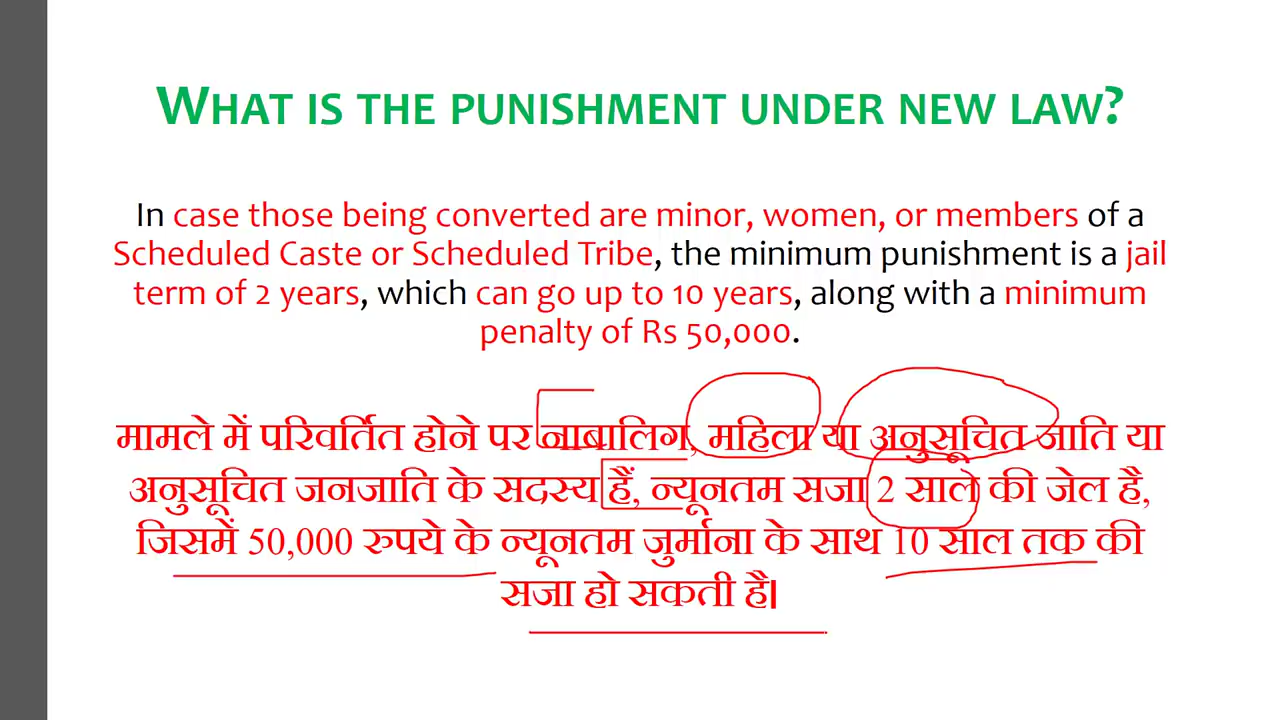 WHAT IS THE PUNISHMENT UNDER NEW LAW?
In case those being converted are minor, women, or members of a
Scheduled Caste or Scheduled Tribe, the minimum punishment is a jail
term of 2 years, which can go up to 10 years, along with a minimum
penalty of Rs 50,000.
मामले में परिवर्तित होने पर नाबालिग, महिला या अनुसूचित जाति या
अनुसूचित जनजाति के सदस्य हैं, न्यूनतम सजा 2 साल की जेल है,
जिसमें 50,000 रुपये के न्यूनतम जुर्माना के साथ 10 साल तक की
सजा हो सकती है।